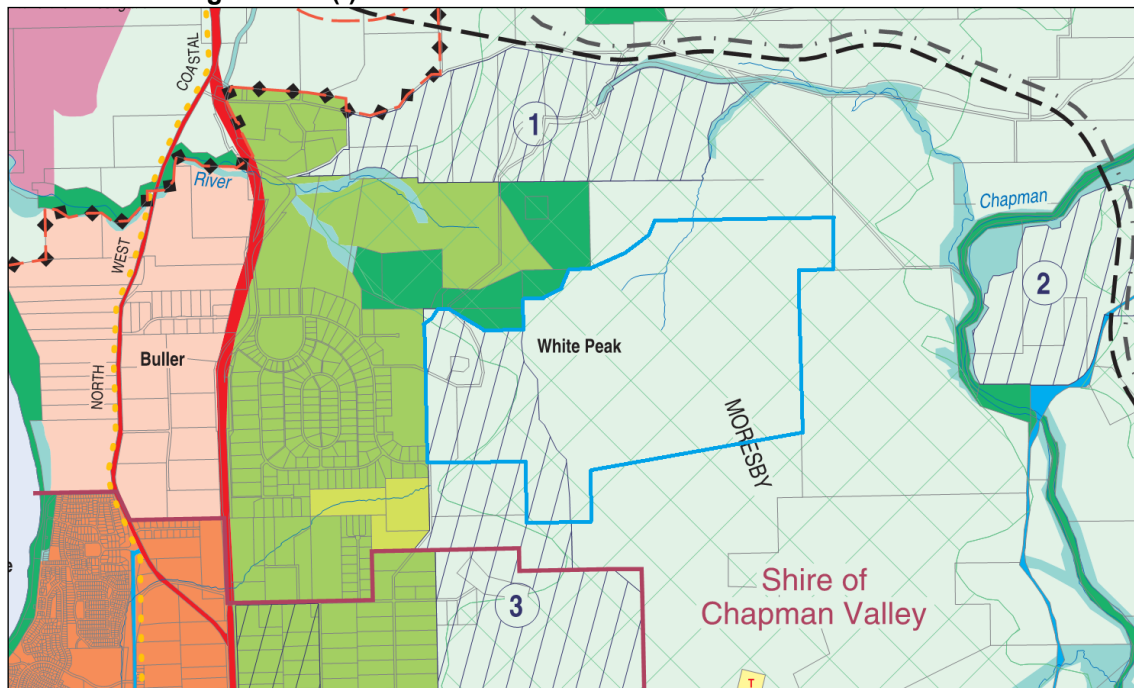 COASTAL
1
River
Chapman
WEST
2
White Peak
Buller
NORTH
MORESBY
Shire of
Chapman Valley
3
T